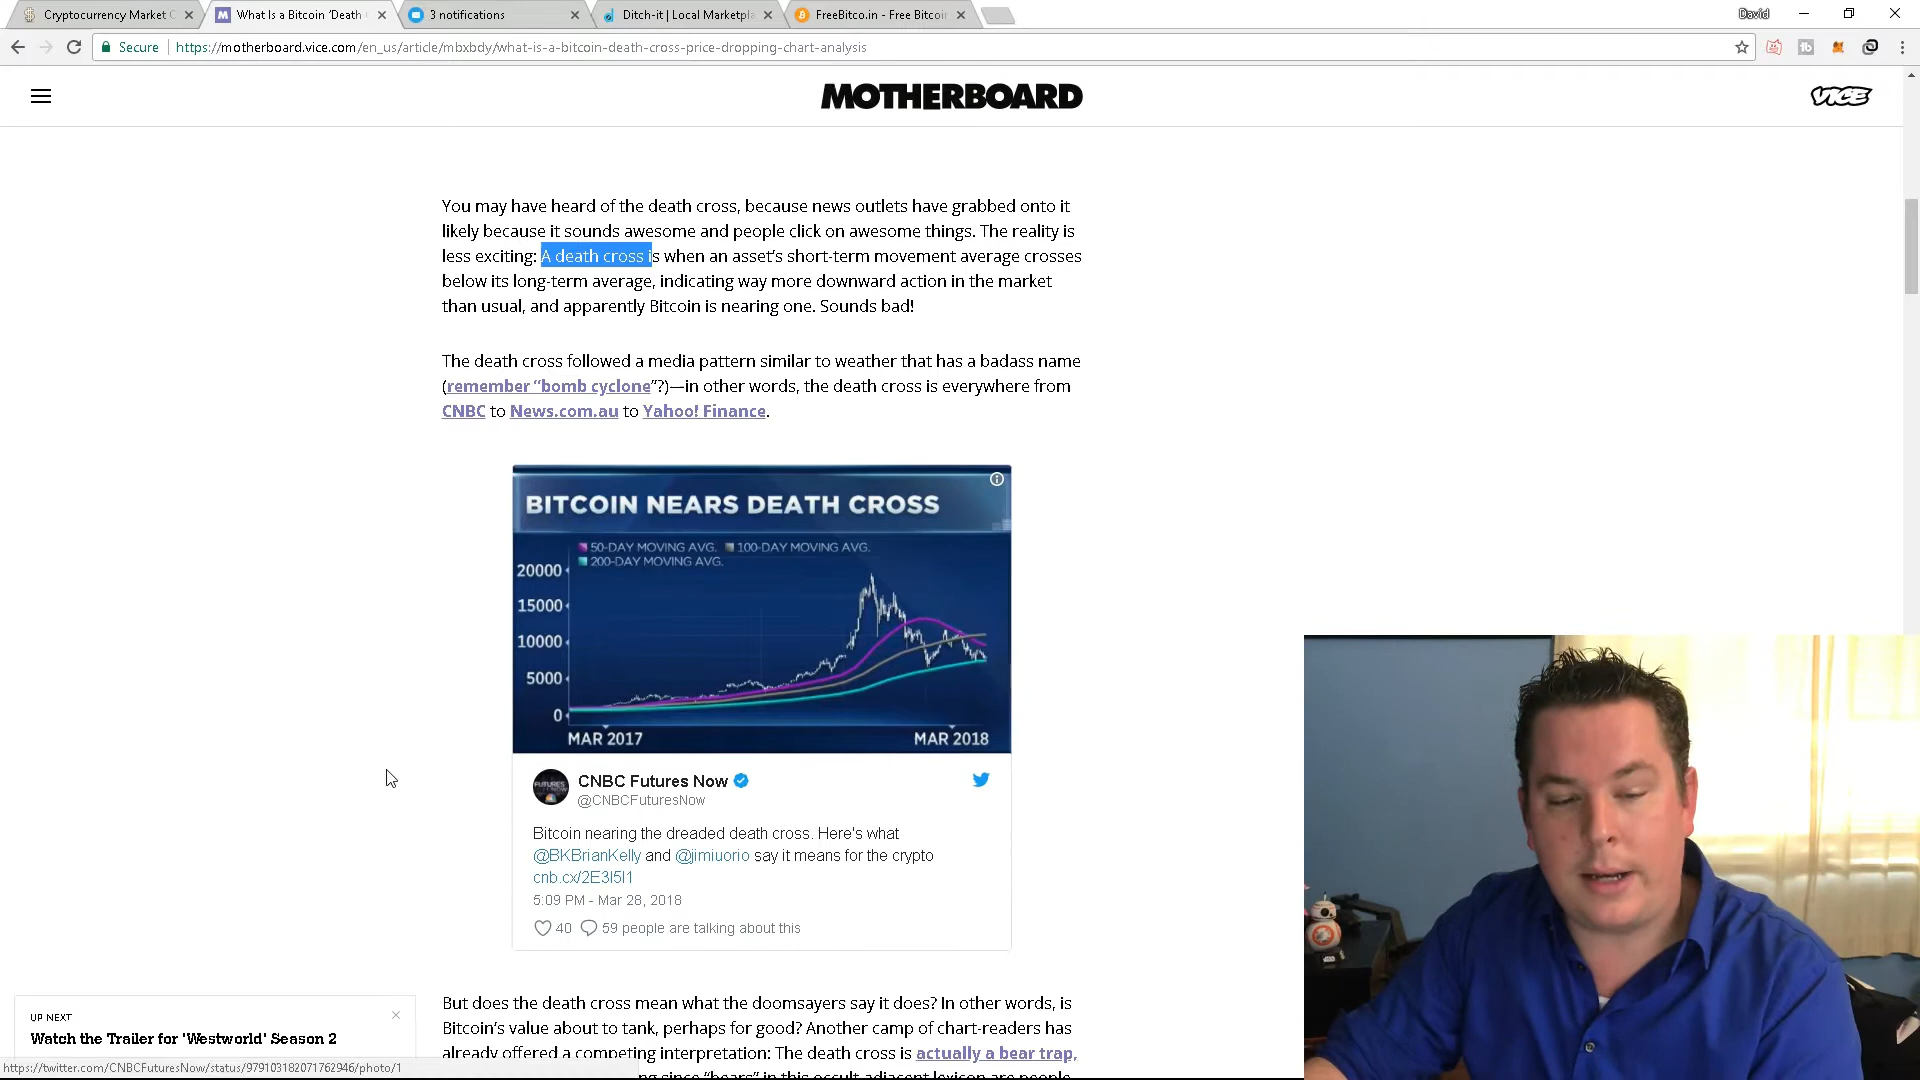 Cryptocurrency Market C
What Is a Bitcoin 'Death
3 notifications
Ditch-it | Local Marketpla
FreeBitco.in - Free Bitcoin
David
Secure
https://motherboard.vice.com/en_us/article/mbxbdy/what-is-a-bitcoin-death-cross-price-dropping-chart-analysis
MOTHERBOARD
VICE
You may have heard of the death cross, because news outlets have grabbed onto it
likely because it sounds awesome and people click on awesome things. The reality is
less exciting: A death cross is when an asset's short-term movement average crosses
below its long-term average, indicating way more downward action in the market
than usual, and apparently Bitcoin is nearing one. Sounds bad!
The death cross followed a media pattern similar to weather that has a badass name
(remember "bomb cyclone"?)—in other words, the death cross is everywhere from
CNBC to News.com.au to Yahoo! Finance.
BITCOIN NEARS DEATH CROSS
50-DAY MOVING AVG. 100-DAY MOVING AVG.
200-DAY MOVING AVG.
20000
15000
10000
5000
0
MAR 2017 MAR 2018
CNBC Futures Now
@CNBCFuturesNow
Bitcoin nearing the dreaded death cross. Here's what
@BKBrianKelly and @jimiuorio say it means for the crypto
cnb.cx/2E3I5I1
5:09 PM - Mar 28, 2018
40 59 people are talking about this
But does the death cross mean what the doomsayers say it does? In other words, is
Bitcoin's value about to tank, perhaps for good? Another camp of chart-readers has
already offered a competing interpretation: The death cross is actually a bear trap,
since "bears" in this occult-adjacent lexicon are people
UP NEXT
Watch the Trailer for 'Westworld' Season 2
https://twitter.com/CNBCFuturesNow/status/979103182071762946/photo/1